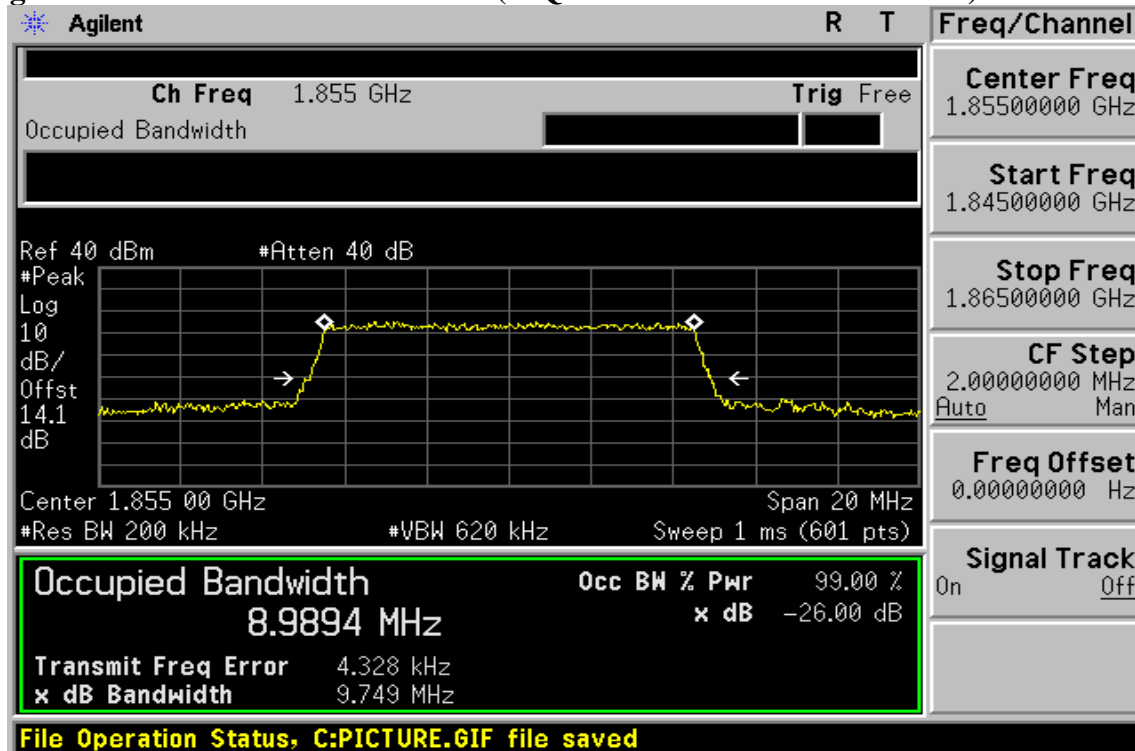 Agilent R T
Freq/Channel
Ch Freq 1.855 GHz Trig Free
Occupied Bandwidth
Center Freq
1.85500000 GHz
Start Freq
1.84500000 GHz
Stop Freq
1.86500000 GHz
CF Step
2.00000000 MHz
Auto Man
Freq Offset
0.00000000 Hz
Signal Track
On Off
Ref 40 dBm #Atten 40 dB
#Peak
Log
10
dB/
Offst
14.1
dB
Center 1.855 00 GHz Span 20 MHz
#Res BW 200 kHz #VBW 620 kHz Sweep 1 ms (601 pts)
Occupied Bandwidth Occ BW % Pwr 99.00 %
8.9894 MHz x dB -26.00 dB
Transmit Freq Error 4.328 kHz
x dB Bandwidth 9.749 MHz
File Operation Status, C:PICTURE.GIF file saved